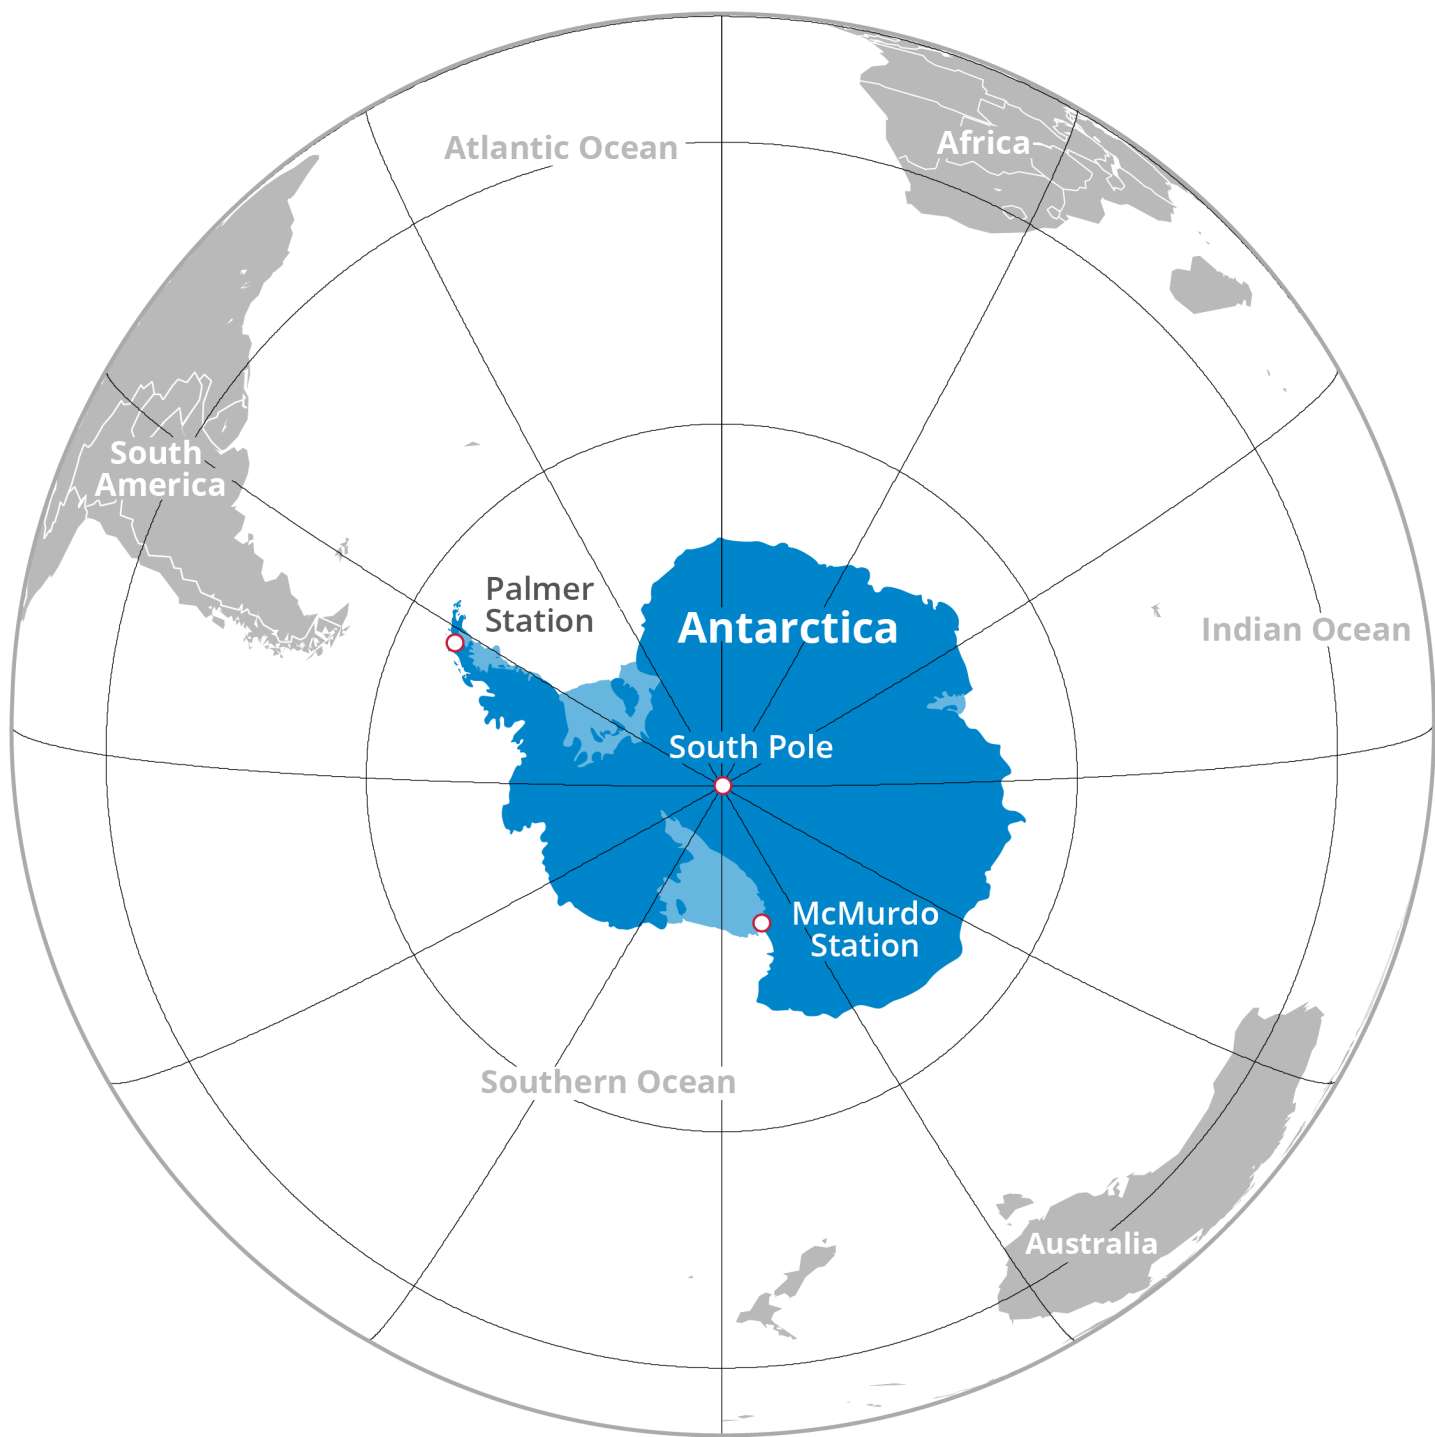 Atlantic Ocean
Africa
South
America
Palmer
Station
Antarctica
Indian Ocean
South Pole
McMurdo
Station
Southern Ocean
Australia